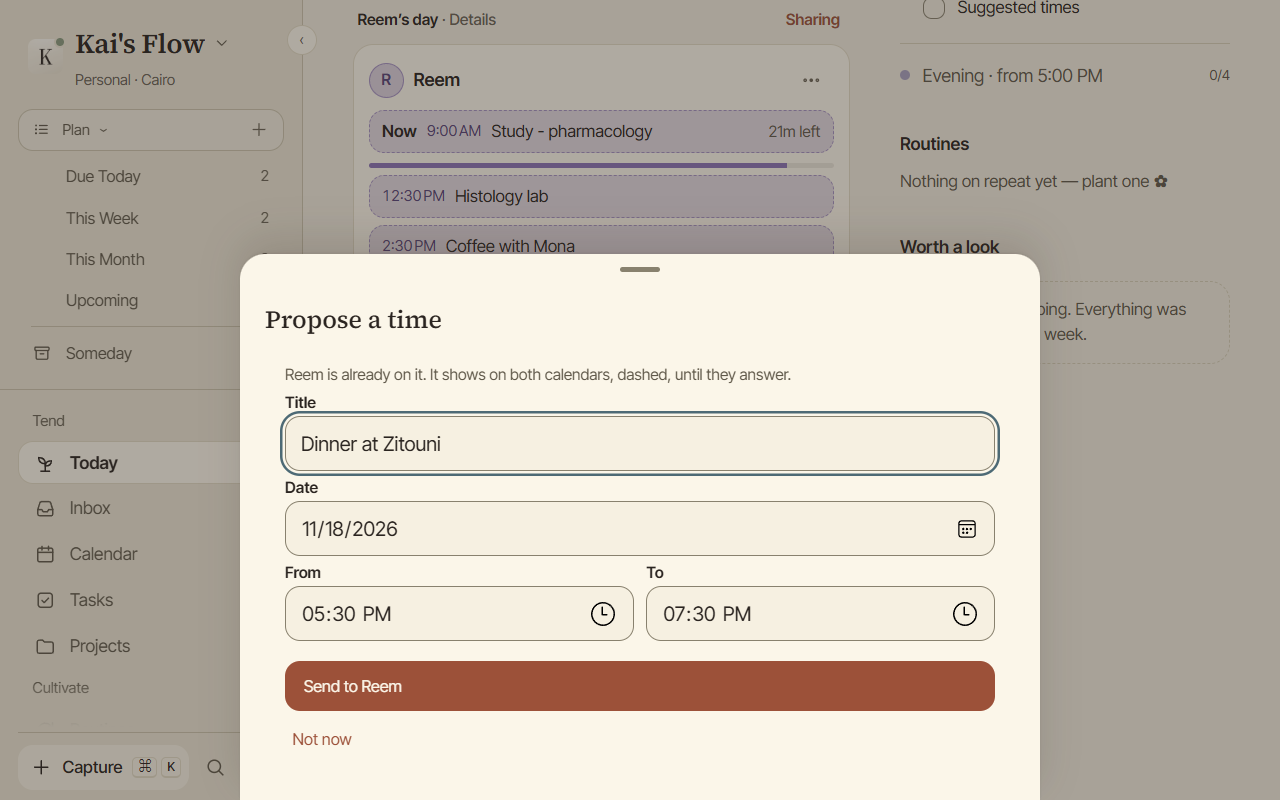 K
Kai's Flow
Personal · Cairo
Plan
Due Today 2
This Week 2
This Month
Upcoming
Someday
Tend
Today
Inbox
Calendar
Tasks
Projects
Cultivate
Capture ⌘ K
Reem's day · Details Sharing
R Reem
Now 9:00 AM Study - pharmacology 21m left
12:30 PM Histology lab
2:30 PM Coffee with Mona
Suggested times
Evening · from 5:00 PM 0/4
Routines
Nothing on repeat yet — plant one ✿
Worth a look
Everything was
week.
Propose a time
Reem is already on it. It shows on both calendars, dashed, until they answer.
Title
Dinner at Zitouni
Date
11/18/2026
From To
05:30 PM 07:30 PM
Send to Reem
Not now